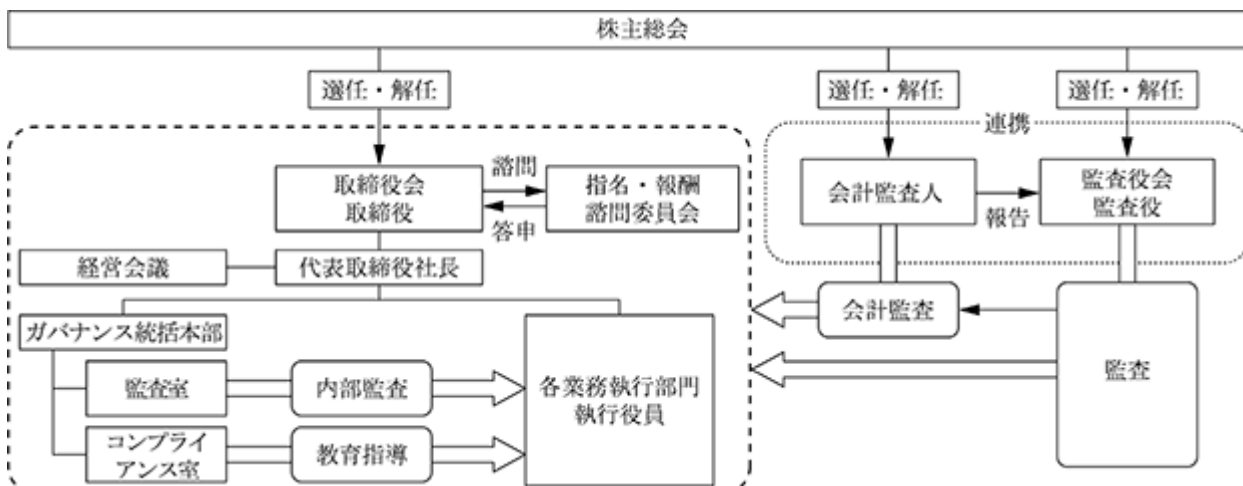 株主総会
選任・解任
選任・解任
選任・解任
連携
取締役会
取締役
諮問
答申
指名・報酬
諮問委員会
会計監査人
報告
監査役会
監査役
経営会議
代表取締役社長
ガバナンス統括本部
会計監査
監査
監査室
内部監査
各業務執行部門
執行役員
コンプライ
アンス室
教育指導